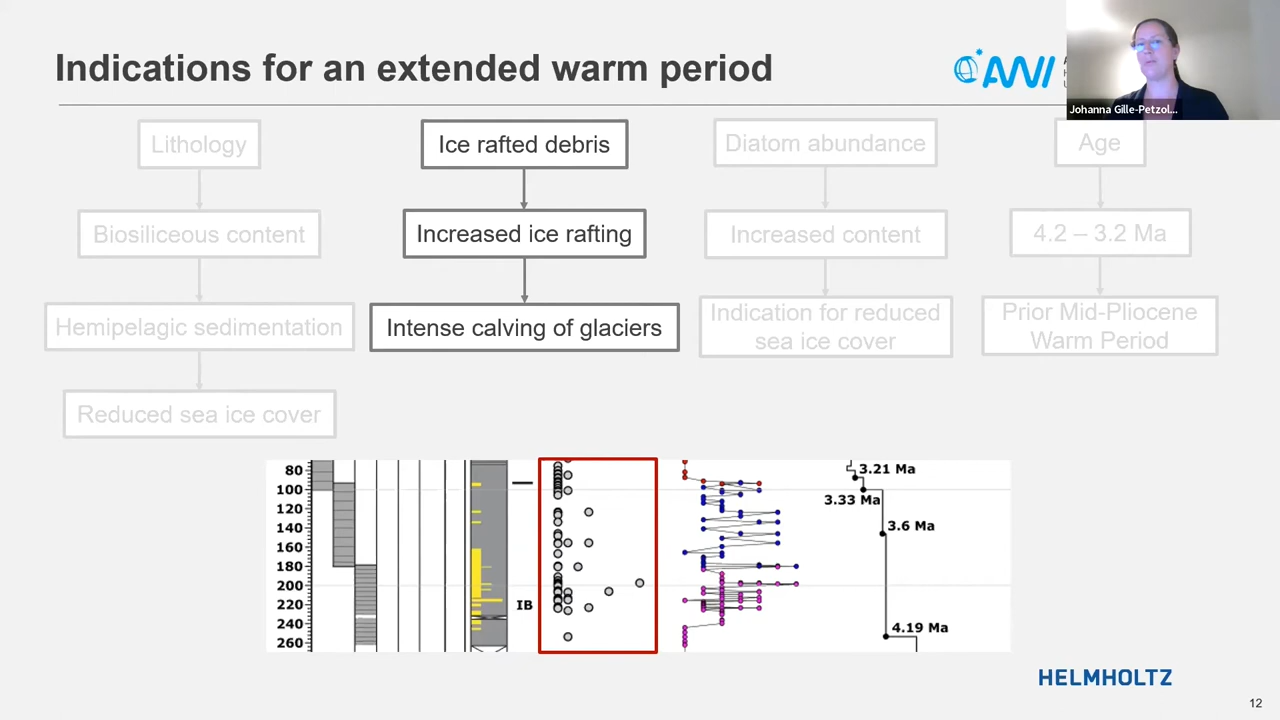 Indications for an extended warm period
AWI
Johanna Gille-Petzol...
Lithology
Biosiliceous content
Hemipelagic sedimentation
Reduced sea ice cover
Ice rafted debris
Increased ice rafting
Intense calving of glaciers
Diatom abundance
Increased content
Indication for reduced
sea ice cover
Age
4.2 – 3.2 Ma
Prior Mid-Pliocene
Warm Period
80
100
120
140
160
180
200
220
240
260
IB
3.21 Ma
3.33 Ma
3.6 Ma
4.19 Ma
HELMHOLTZ
12